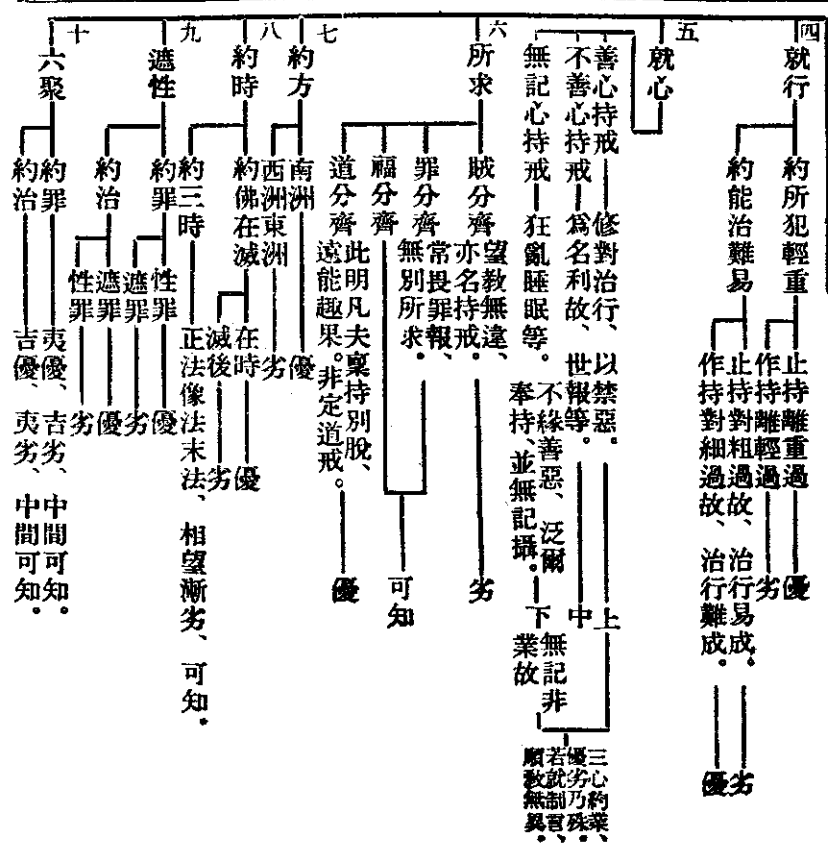 四
就行
約所犯輕重
止持離重過
優
作持離輕過
劣
約能治難易
止持對粗過故、治行易成、
劣
作持對細過故、治行難成。
優
五
就心
善心持戒
修對治行、以禁惡。
上
不善心持戒
爲名利故、世報等。
中
無記心持戒
狂亂睡眠等。
不緣善惡、泛爾
奉持、並無記攝。
下
無記非
業故
三心約業、
優劣乃殊。
若就制言、
順教無異。
六
所求
賊分齊
望教無違、
亦名持戒。
劣
罪分齊
常畏罪報、
無別所求。
福分齊
可知
道分齊
此明凡夫稟持別脫、
遠能趣果。非定道戒。
優
七
約方
南洲
優
西洲東洲
劣
八
約時
約佛在滅
在時
優
滅後
劣
約三時
正法像法末法、相望漸劣、可知。
九
遮性
約罪
性罪
優
遮罪
劣
約治
遮罪
優
性罪
劣
十
六聚
約罪
夷優、吉劣、中間可知。
約治
吉優、夷劣、中間可知。